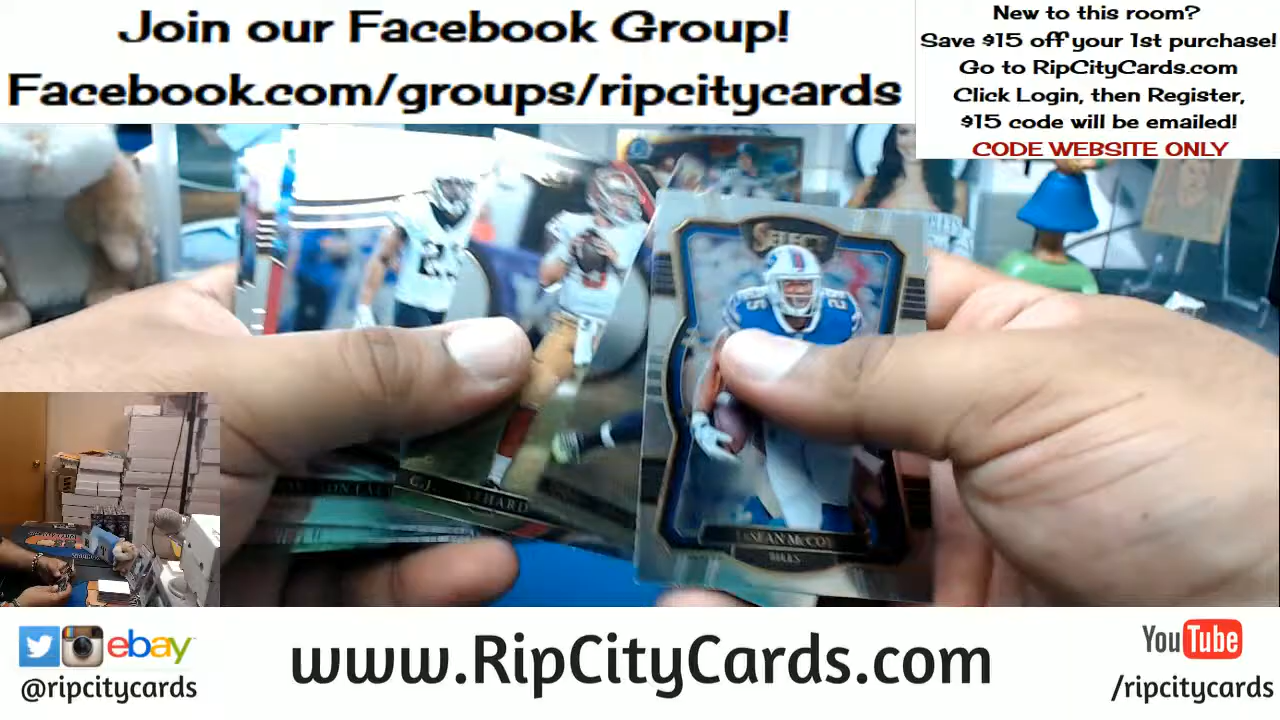 Join our Facebook Group!
Facebook.com/groups/ripcitycards
New to this room?
Save $15 off your 1st purchase!
Go to RipCityCards.com
Click Login, then Register,
$15 code will be emailed!
CODE WEBSITE ONLY
SELECT
25
C.J.
LeSEAN McCOY
BILLS
ebay
@ripcitycards
www.RipCityCards.com
YouTube
/ripcitycards